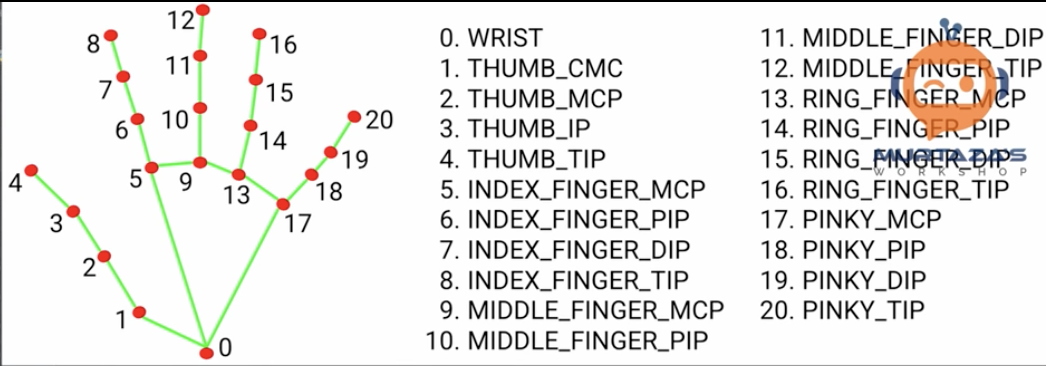 12
8
16
11
7
15
10
6
14
20
19
5
9
13
18
4
17
3
2
1
0
0. WRIST
1. THUMB_CMC
2. THUMB_MCP
3. THUMB_IP
4. THUMB_TIP
5. INDEX_FINGER_MCP
6. INDEX_FINGER_PIP
7. INDEX_FINGER_DIP
8. INDEX_FINGER_TIP
9. MIDDLE_FINGER_MCP
10. MIDDLE_FINGER_PIP
11. MIDDLE_FINGER_DIP
12. MIDDLE_FINGER_TIP
13. RING_FINGER_MCP
14. RING_FINGER_PIP
15. RING_FINGER_DIP
16. RING_FINGER_TIP
17. PINKY_MCP
18. PINKY_PIP
19. PINKY_DIP
20. PINKY_TIP
MURTAZA'S
WORKSHOP